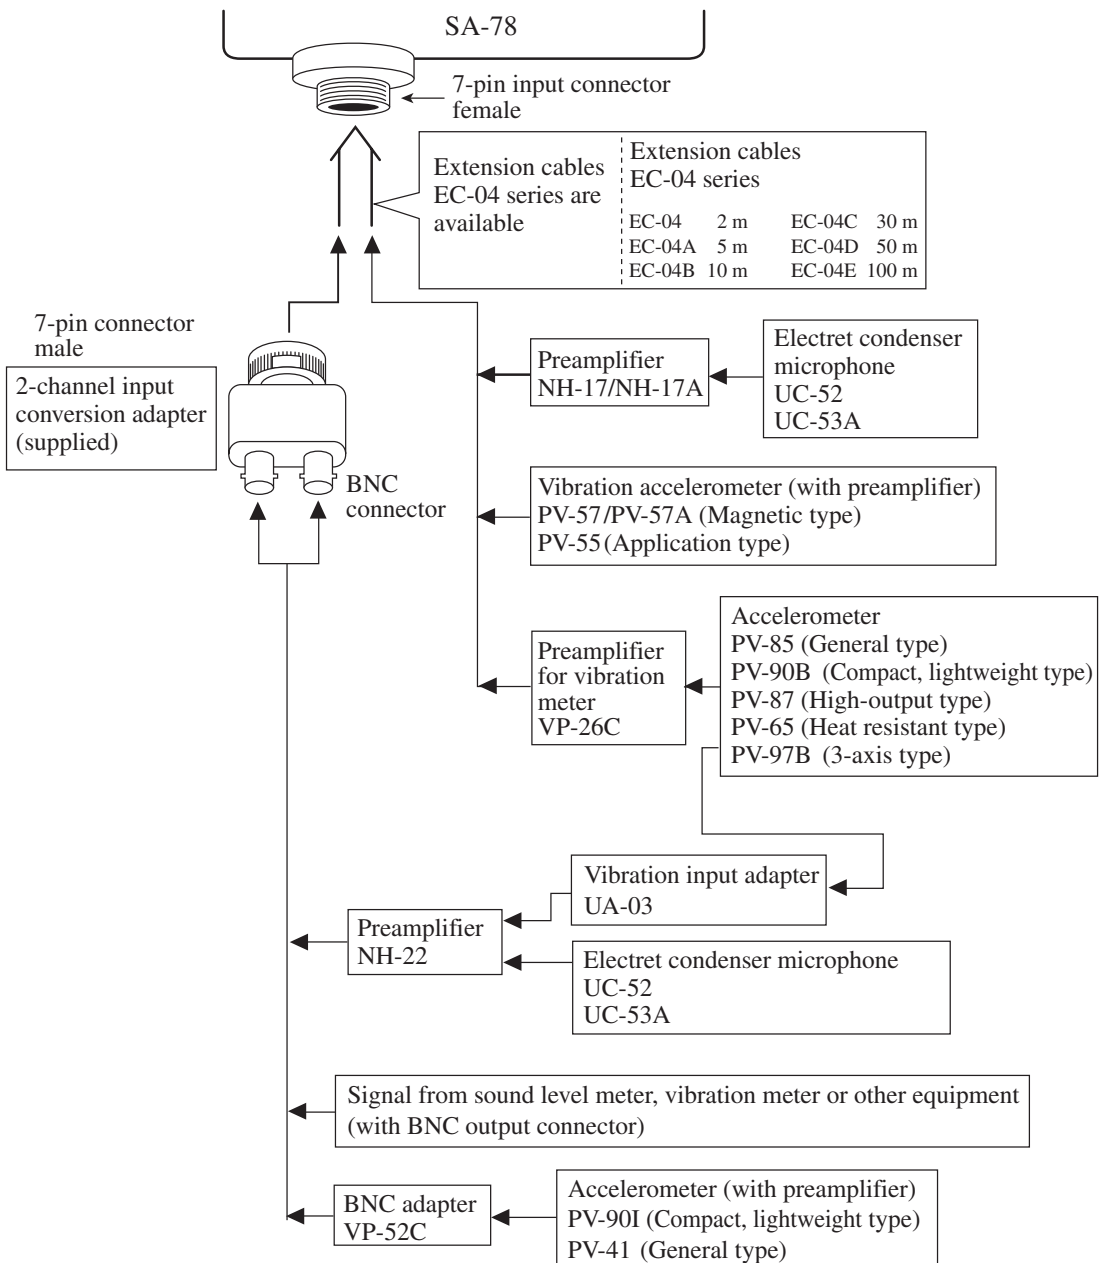 SA-78
7-pin input connector
female
Extension cables
EC-04 series are
available
Extension cables
EC-04 series
EC-04 2 m EC-04C 30 m
EC-04A 5 m EC-04D 50 m
EC-04B 10 m EC-04E 100 m
7-pin connector
male
2-channel input
conversion adapter
(supplied)
BNC
connector
Preamplifier
NH-17/NH-17A
Electret condenser
microphone
UC-52
UC-53A
Vibration accelerometer (with preamplifier)
PV-57/PV-57A (Magnetic type)
PV-55 (Application type)
Preamplifier
for vibration
meter
VP-26C
Accelerometer
PV-85 (General type)
PV-90B (Compact, lightweight type)
PV-87 (High-output type)
PV-65 (Heat resistant type)
PV-97B (3-axis type)
Vibration input adapter
UA-03
Preamplifier
NH-22
Electret condenser microphone
UC-52
UC-53A
Signal from sound level meter, vibration meter or other equipment
(with BNC output connector)
BNC adapter
VP-52C
Accelerometer (with preamplifier)
PV-90I (Compact, lightweight type)
PV-41 (General type)